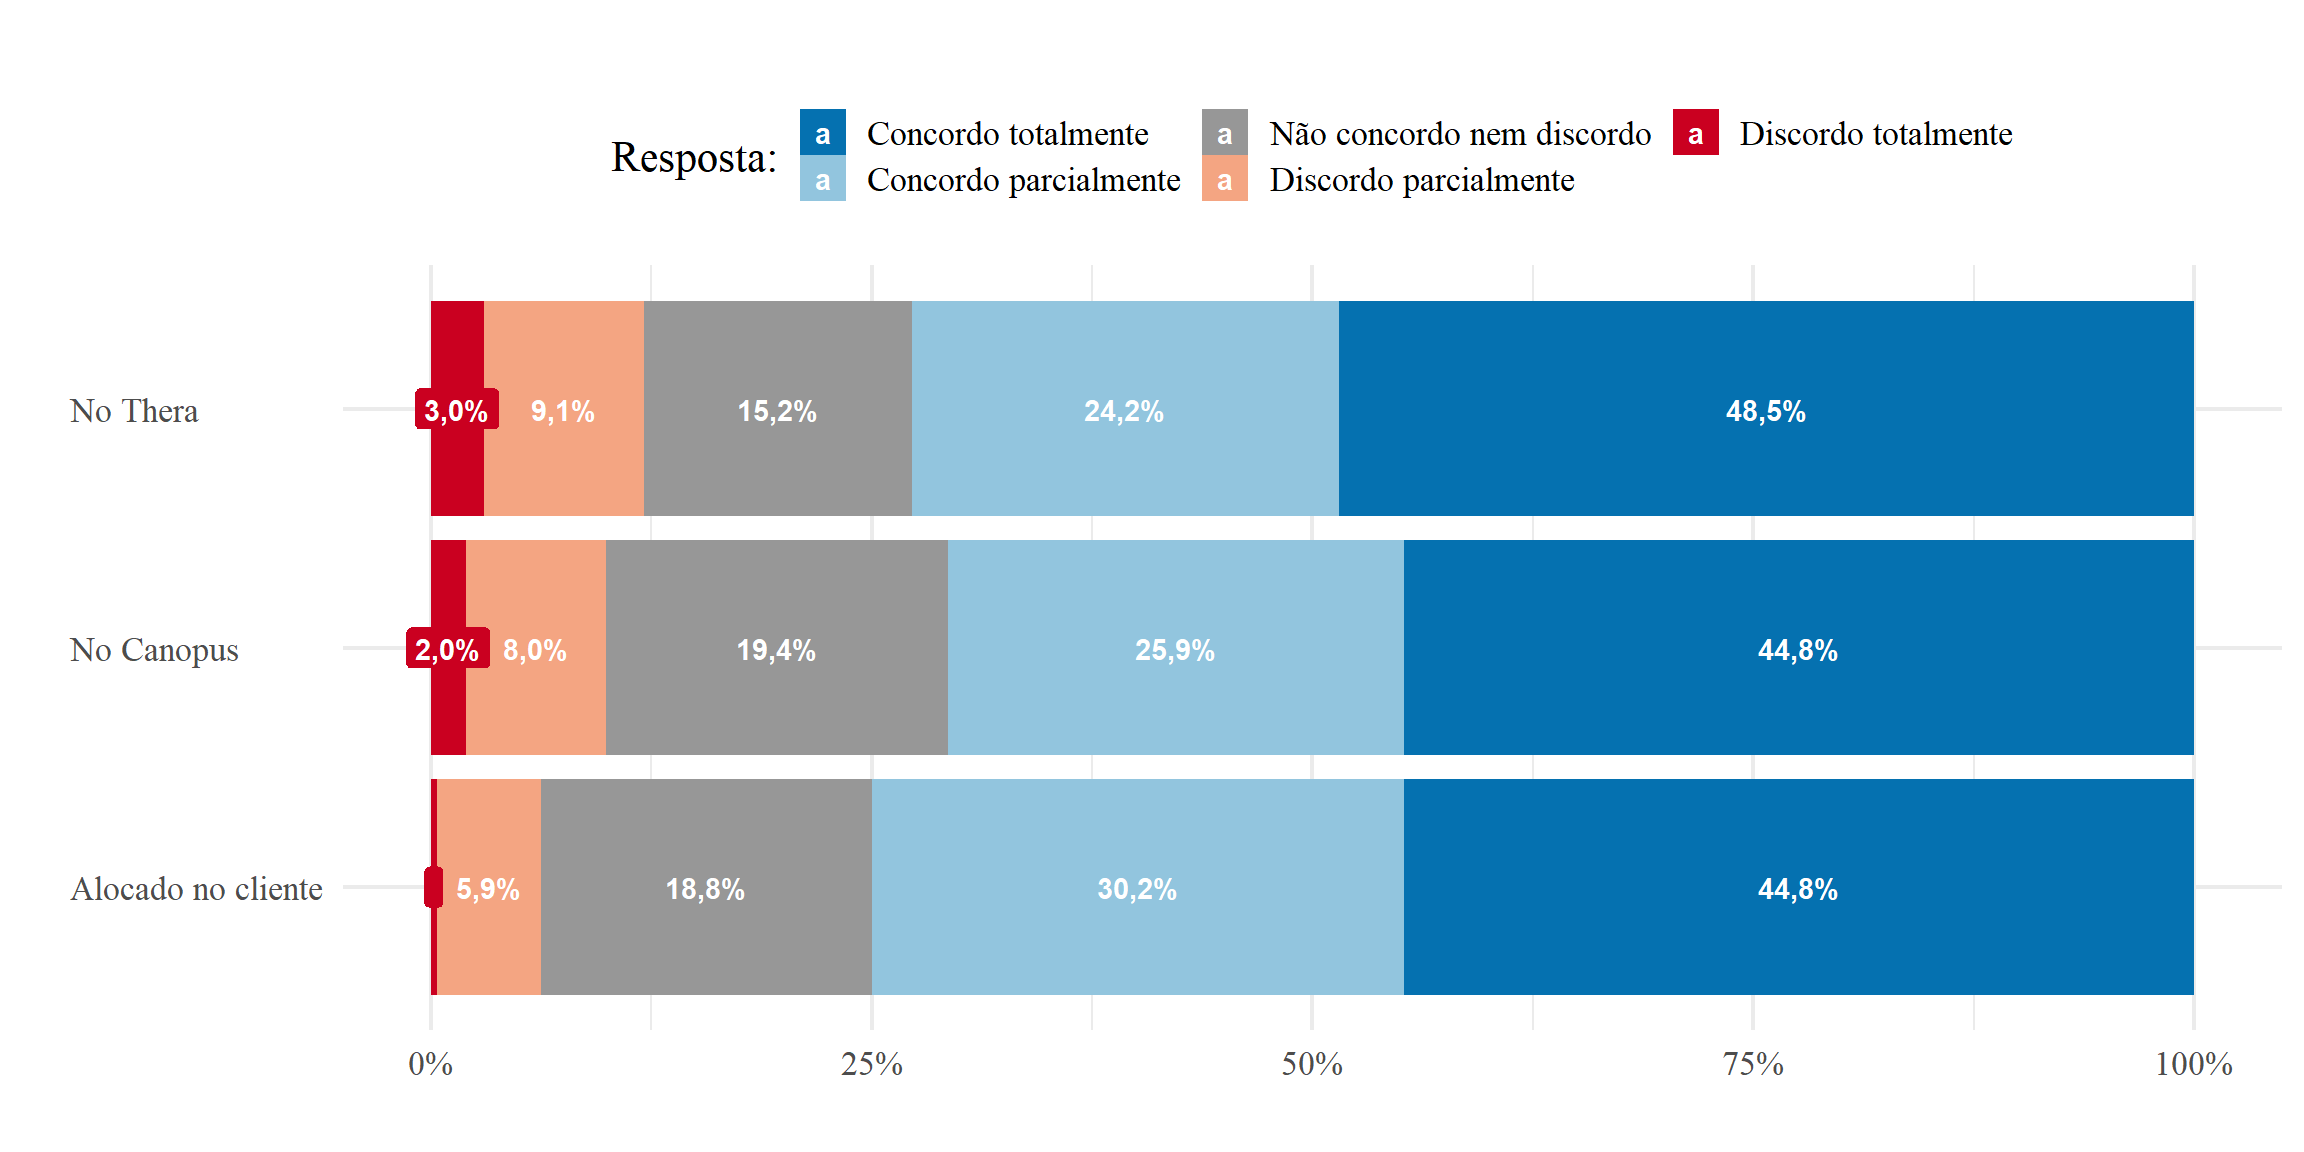 Resposta:
a Concordo totalmente a Não concordo nem discordo a Discordo totalmente
a Concordo parcialmente a Discordo parcialmente
No Thera 3,0% 9,1% 15,2% 24,2% 48,5%
No Canopus 2,0% 8,0% 19,4% 25,9% 44,8%
Alocado no cliente 5,9% 18,8% 30,2% 44,8%
0% 25% 50% 75% 100%